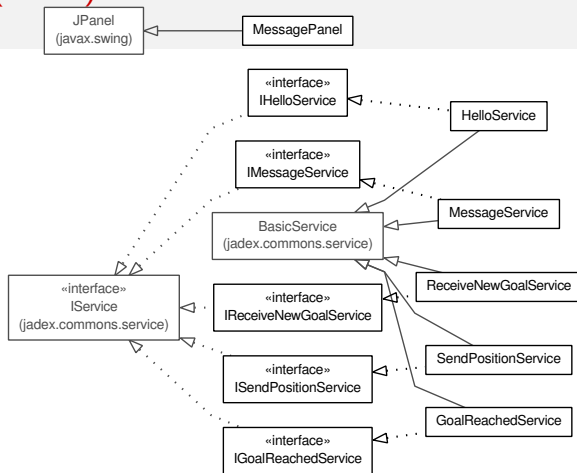 JPanel
(javax.swing)
MessagePanel
«interface»
IHelloService
HelloService
«interface»
IMessageService
MessageService
BasicService
(jadex.commons.service)
«interface»
IService
(jadex.commons.service)
ReceiveNewGoalService
«interface»
IReceiveNewGoalService
SendPositionService
«interface»
ISendPositionService
GoalReachedService
«interface»
IGoalReachedService